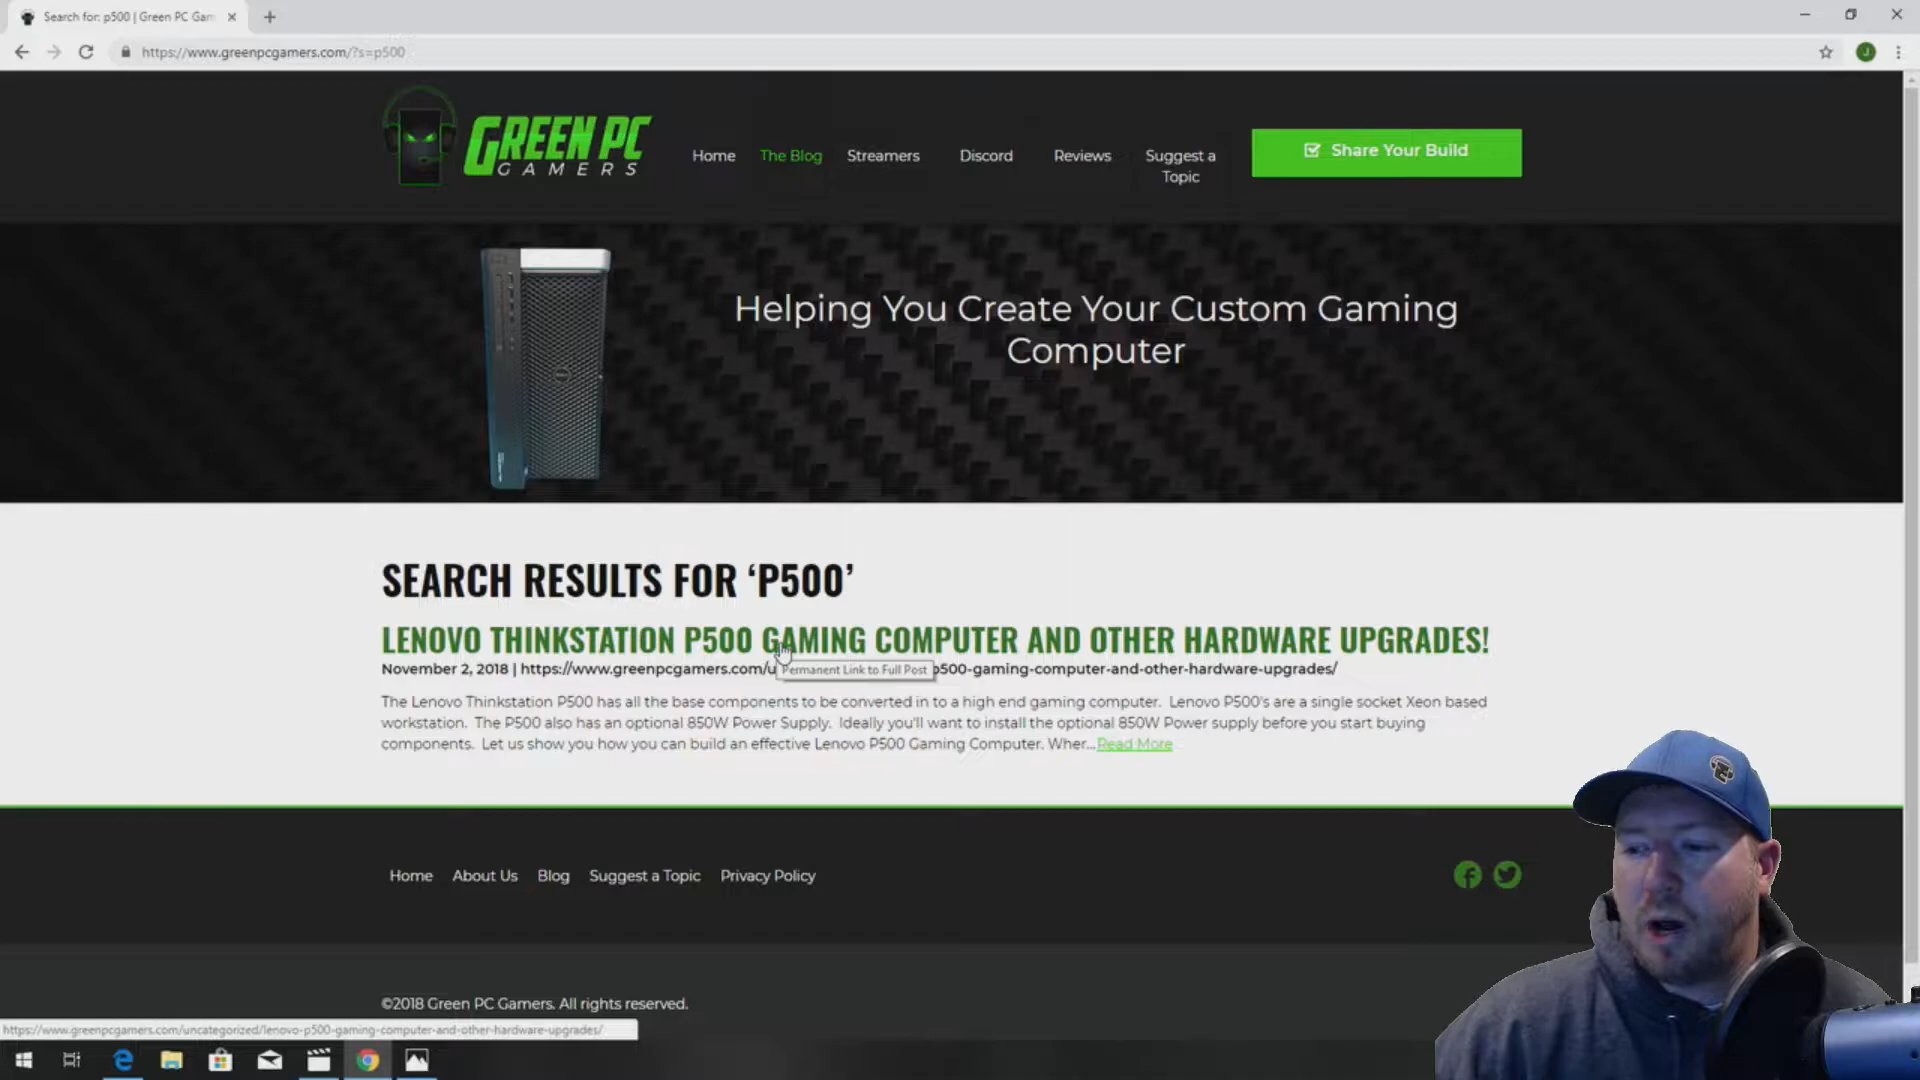 Search for: p500 | Green PC Gam
https://www.greenpcgamers.com/?s=p500
J
GREEN PC
GAMERS
Home
The Blog
Streamers
Discord
Reviews
Suggest a
Topic
Share Your Build
Helping You Create Your Custom Gaming
Computer
SEARCH RESULTS FOR ‘P500’
LENOVO THINKSTATION P500 GAMING COMPUTER AND OTHER HARDWARE UPGRADES!
November 2, 2018 | https://www.greenpcgamers.com/u p500-gaming-computer-and-other-hardware-upgrades/
Permanent Link to Full Post
The Lenovo Thinkstation P500 has all the base components to be converted in to a high end gaming computer. Lenovo P500's are a single socket Xeon based
workstation. The P500 also has an optional 850W Power Supply. Ideally you'll want to install the optional 850W Power supply before you start buying
components. Let us show you how you can build an effective Lenovo P500 Gaming Computer. Wher...Read More
Home About Us Blog Suggest a Topic Privacy Policy
©2018 Green PC Gamers. All rights reserved.
https://www.greenpcgamers.com/uncategorized/lenovo-p500-gaming-computer-and-other-hardware-upgrades/